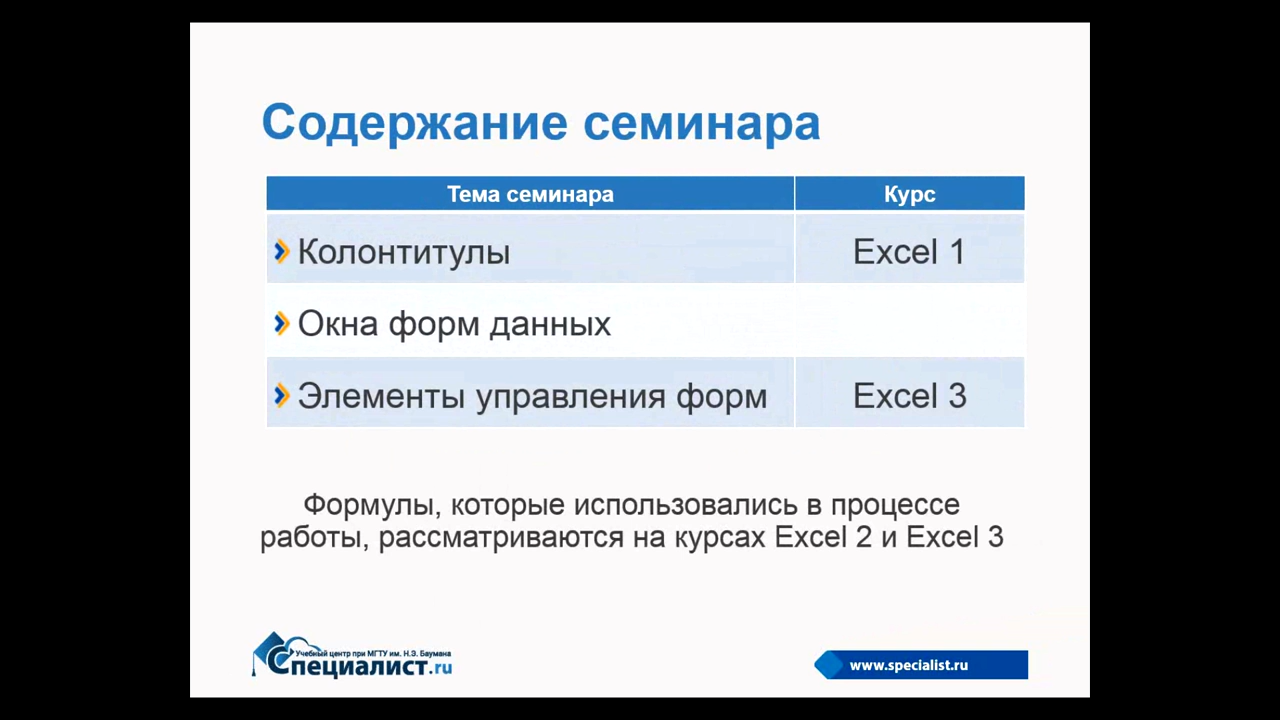 Содержание семинара
Тема семинара Курс
Колонтитулы Excel 1
Окна форм данных
Элементы управления форм Excel 3
Формулы, которые использовались в процессе
работы, рассматриваются на курсах Excel 2 и Excel 3
Учебный центр при МГТУ им. Н.Э. Баумана
Специалист.ru
www.specialist.ru